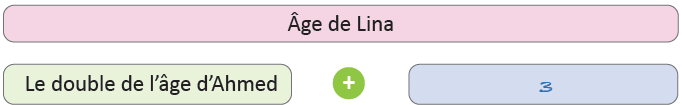 Âge de Lina
Le double de l’âge d’Ahmed + 3